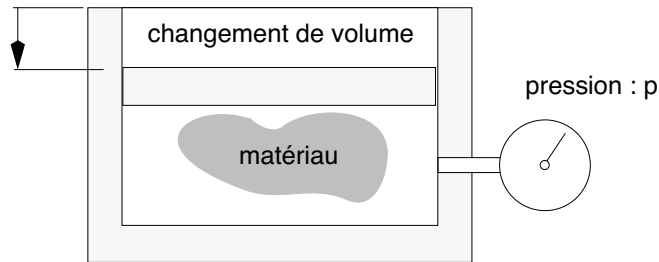 changement de volume
pression : p
matériau